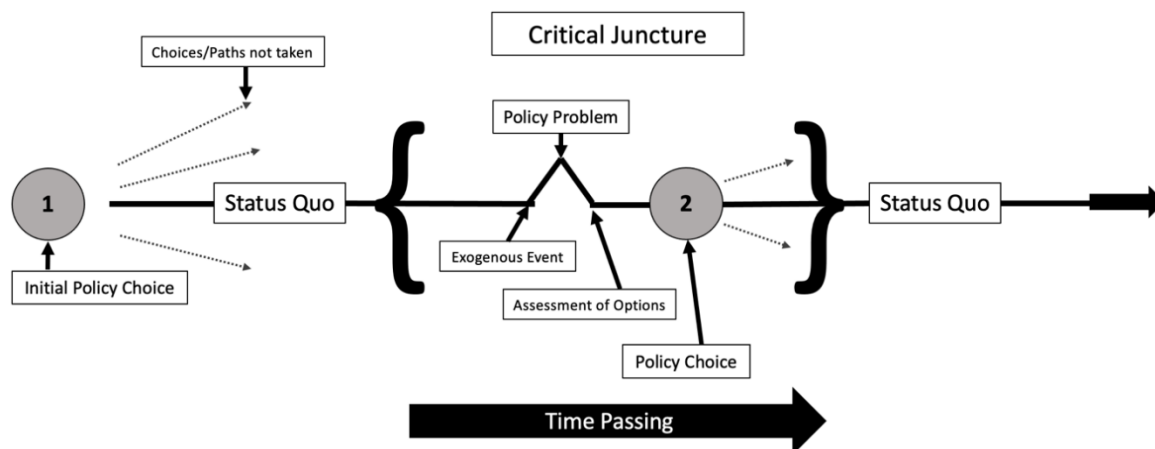 Critical Juncture
Choices/Paths not taken
Policy Problem
1
Status Quo
2
Status Quo
Exogenous Event
Initial Policy Choice
Assessment of Options
Policy Choice
Time Passing